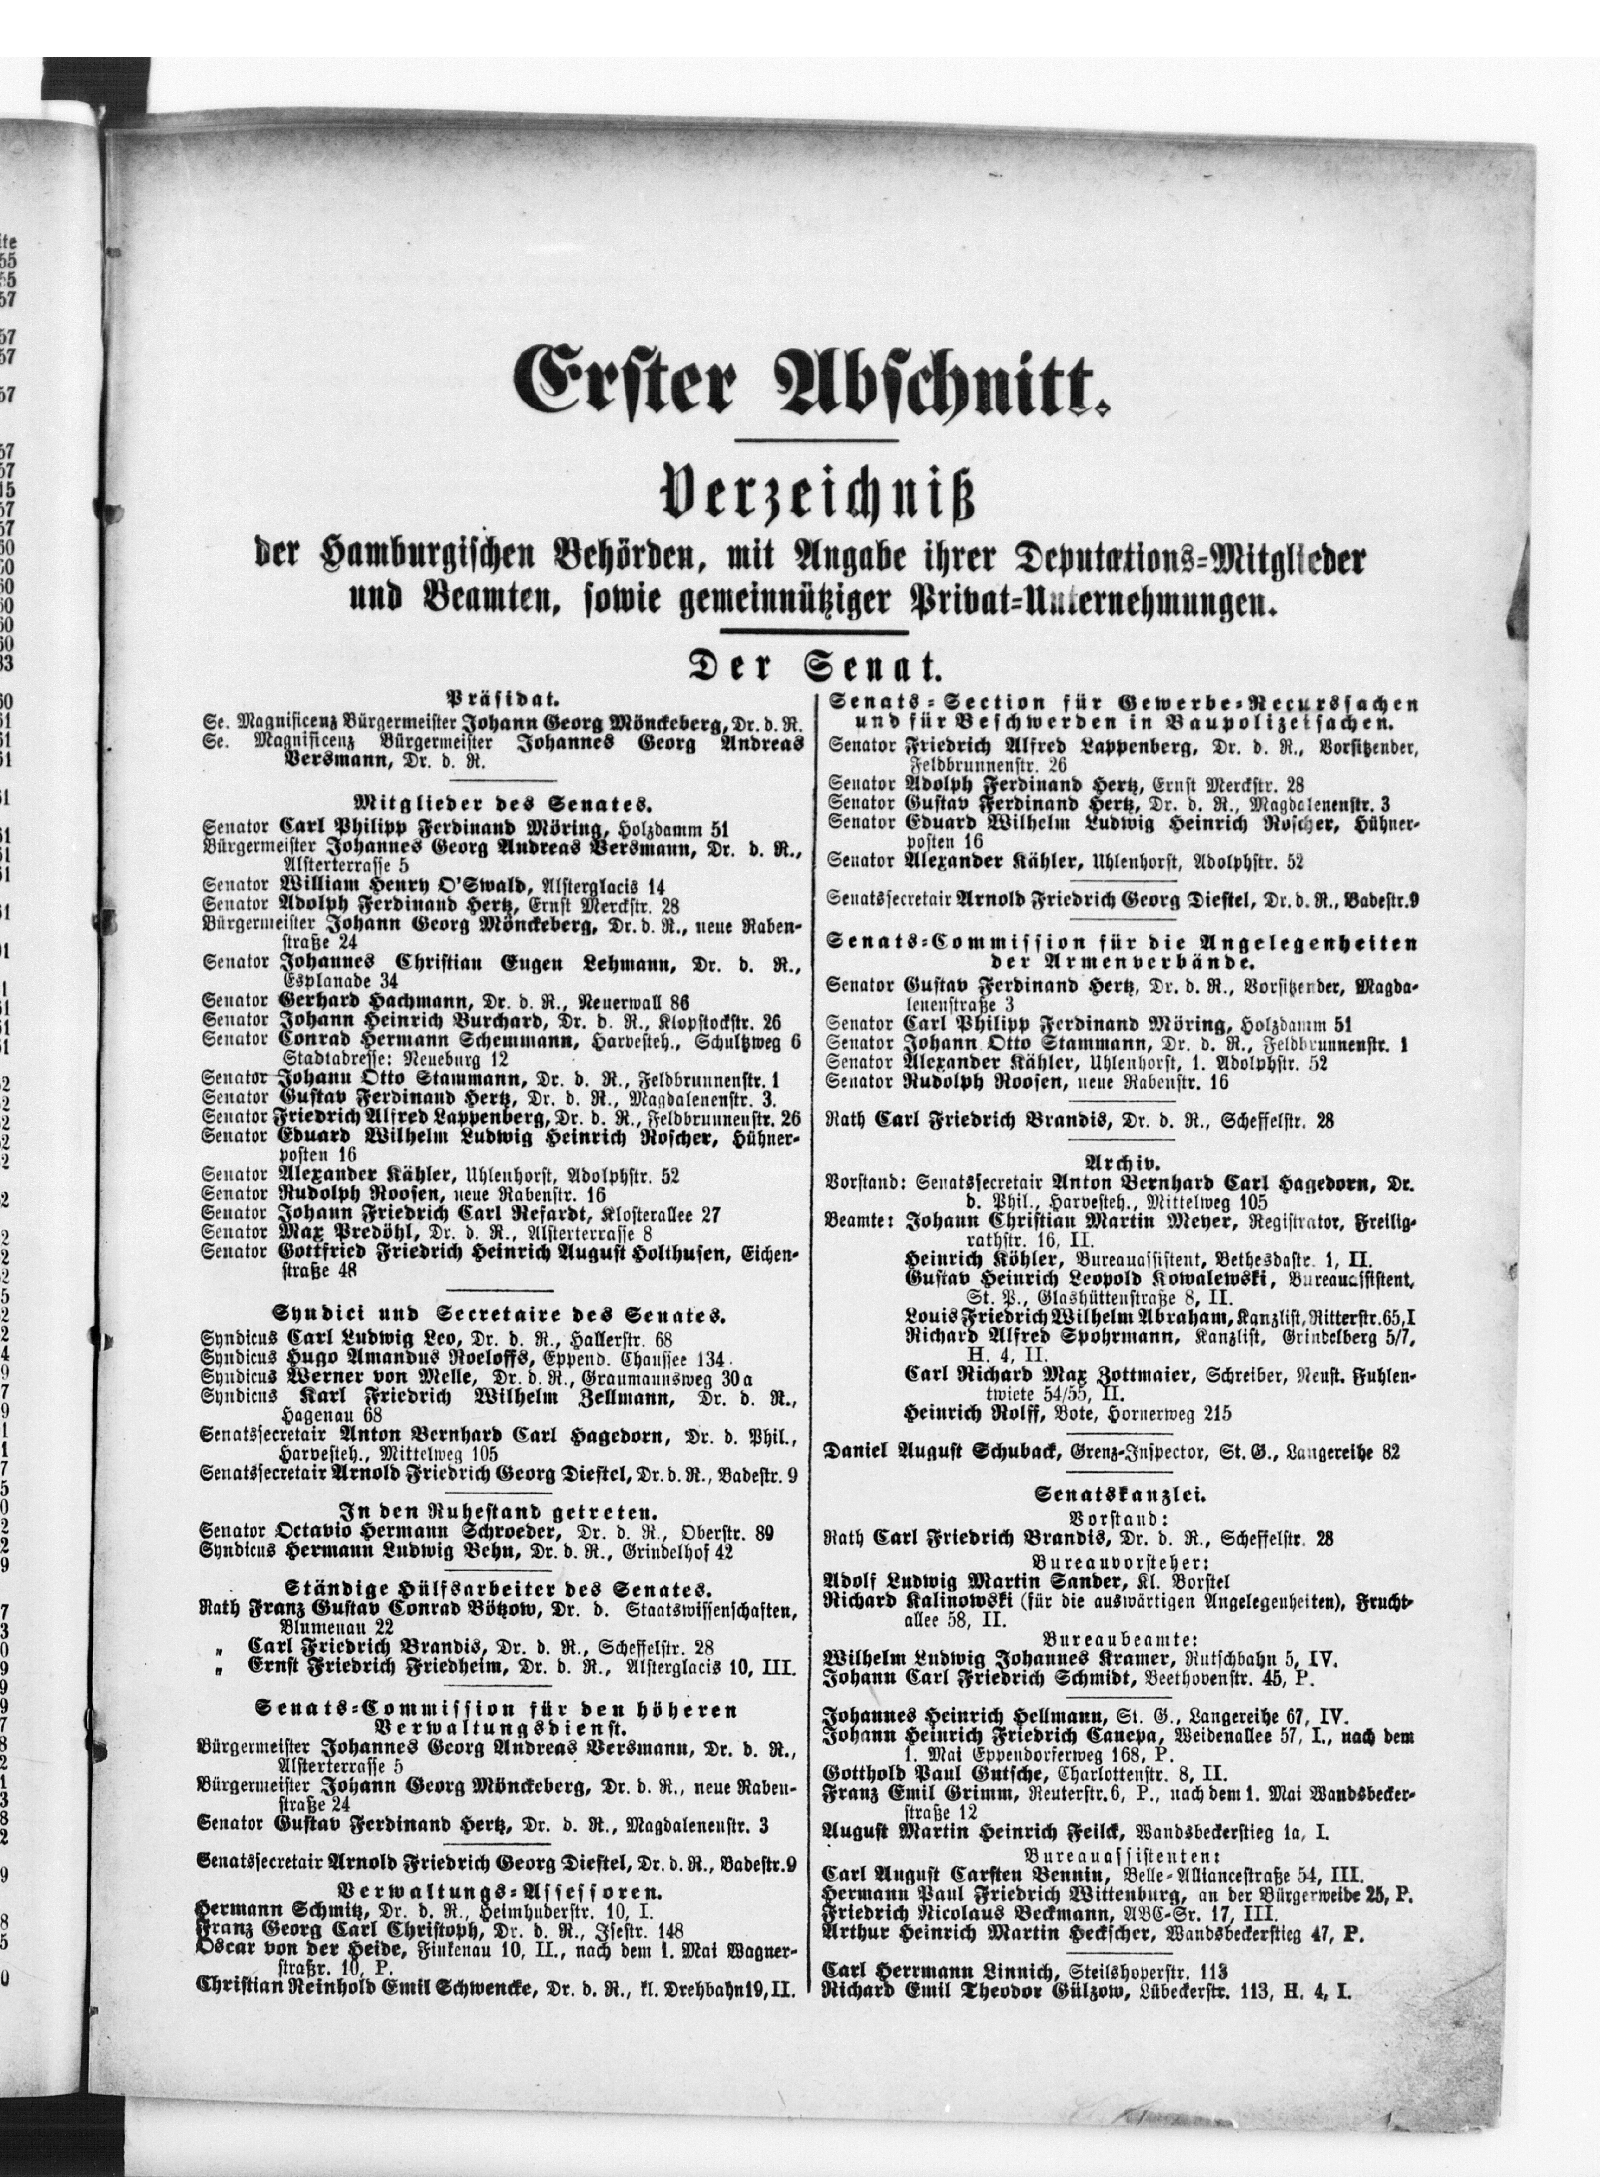 Erster Abschnitt.
Verzeichniß
der Hamburgischen Behörden, mit Angabe ihrer Deputations=Mitglieder
und Beamten, sowie gemeinnütziger Privat=Unternehmungen.
Der Senat.
Präsidat.
Se. Magnificenz Bürgermeister Johann Georg Mönckeberg, Dr. d. R.
Se. Magnificenz Bürgermeister Johannes Georg Andreas
Versmann, Dr. d. R.
Mitglieder des Senates.
Senator Carl Philipp Ferdinand Möring, Holzdamm 51
Bürgermeister Johannes Georg Andreas Versmann, Dr. d. R.,
Alsterterrasse 5
Senator William Henry O'Swald, Alsterglacis 14
Senator Adolph Ferdinand Hertz, Ernst Merckstr. 28
Bürgermeister Johann Georg Mönckeberg, Dr. d. R., neue Raben-
straße 24
Senator Johannes Christian Eugen Lehmann, Dr. d. R.,
Esplanade 34
Senator Gerhard Hachmann, Dr. d. R., Neuerwall 86
Senator Johann Heinrich Burchard, Dr. d. R., Klopstockstr. 26
Senator Conrad Hermann Schemmann, Harvesteh., Schultzweg 6
Stadtadresse: Neueburg 12
Senator Johann Otto Stammann, Dr. d. R., Feldbrunnenstr. 1
Senator Gustav Ferdinand Hertz, Dr. d. R., Magdalenenstr. 3.
Senator Friedrich Alfred Lappenberg, Dr. d. R., Feldbrunnenstr. 26
Senator Eduard Wilhelm Ludwig Heinrich Roscher, Hühner-
posten 16
Senator Alexander Kähler, Uhlenhorst, Adolphstr. 52
Senator Rudolph Roosen, neue Rabenstr. 16
Senator Johann Friedrich Carl Refardt, Klosterallee 27
Senator Max Predöhl, Dr. d. R., Alsterterrasse 8
Senator Gottfried Friedrich Heinrich August Holthusen, Eichen-
straße 48
Syndici und Secretaire des Senates.
Syndicus Carl Ludwig Leo, Dr. d. R., Hallerstr. 68
Syndicus Hugo Amandus Roeloffs, Eppend. Chaussee 134.
Syndicus Werner von Melle, Dr. d. R., Graumannsweg 30a
Syndicus Karl Friedrich Wilhelm Zellmann, Dr. d. R.,
Hagenau 68
Senatssecretair Anton Bernhard Carl Hagedorn, Dr. d. Phil.,
Harvesteh., Mittelweg 105
Senatssecretair Arnold Friedrich Georg Diestel, Dr. d. R., Badestr. 9
In den Ruhestand getreten.
Senator Octavio Hermann Schroeder, Dr. d. R., Oberstr. 89
Syndicus Hermann Ludwig Behn, Dr. d. R., Grindelhof 42
Ständige Hülfsarbeiter des Senates.
Rath Franz Gustav Conrad Bötzow, Dr. d. Staatswissenschaften,
Blumenau 22
„ Carl Friedrich Brandis, Dr. d. R., Scheffelstr. 28
„ Ernst Friedrich Friedheim, Dr. d. R., Alsterglacis 10, III.
Senats=Commission für den höheren
Verwaltungsdienst.
Bürgermeister Johannes Georg Andreas Versmann, Dr. d. R.,
Alsterterrasse 5
Bürgermeister Johann Georg Mönckeberg, Dr. d. R., neue Raben-
straße 24
Senator Gustav Ferdinand Hertz, Dr. d. R., Magdalenenstr. 3
Senatssecretair Arnold Friedrich Georg Diestel, Dr. d. R., Badestr. 9
Verwaltungs=Assessoren.
Hermann Schmitz, Dr. d. R., Heimhuderstr. 10, I.
Franz Georg Carl Christoph, Dr. d. R., Isestr. 148
Oscar von der Heide, Finkenau 10, II., nach dem 1. Mai Wagner-
straßr. 10, P.
Christian Reinhold Emil Schwencke, Dr. d. R., kl. Drehbahn 19, II.
Senats=Section für Gewerbe=Recurssachen
und für Beschwerden in Baupolizeisachen.
Senator Friedrich Alfred Lappenberg, Dr. d. R., Vorsitzender,
Feldbrunnenstr. 26
Senator Adolph Ferdinand Hertz, Ernst Merckstr. 28
Senator Gustav Ferdinand Hertz, Dr. d. R., Magdalenenstr. 3
Senator Eduard Wilhelm Ludwig Heinrich Roscher, Hühner-
posten 16
Senator Alexander Kähler, Uhlenhorst, Adolphstr. 52
Senatssecretair Arnold Friedrich Georg Diestel, Dr. d. R., Badestr. 9
Senats=Commission für die Angelegenheiten
der Armenverbände.
Senator Gustav Ferdinand Hertz, Dr. d. R., Vorsitzender, Magda-
lenenstraße 3
Senator Carl Philipp Ferdinand Möring, Holzdamm 51
Senator Johann Otto Stammann, Dr. d. R., Feldbrunnenstr. 1
Senator Alexander Kähler, Uhlenhorst, 1. Adolphstr. 52
Senator Rudolph Roosen, neue Rabenstr. 16
Rath Carl Friedrich Brandis, Dr. d. R., Scheffelstr. 28
Archiv.
Vorstand: Senatssecretair Anton Bernhard Carl Hagedorn, Dr.
d. Phil., Harvesteh., Mittelweg 105
Beamte: Johann Christian Martin Meyer, Registrator, Freilig-
rathstr. 16, II.
Heinrich Köhler, Bureauassistent, Bethesdastr. 1, II.
Gustav Heinrich Leopold Kowalewski, Bureauassistent,
St. P., Glashüttenstraße 8, II.
Louis Friedrich Wilhelm Abraham, Kanzlist, Ritterstr. 65, I
Richard Alfred Spohrmann, Kanzlist, Grindelberg 5/7,
H. 4, II.
Carl Richard Max Zottmaier, Schreiber, Neust. Fuhlen-
twiete 54/55, II.
Heinrich Rolff, Bote, Hornerweg 215
Daniel August Schuback, Grenz-Inspector, St. G., Langereihe 82
Senatskanzlei.
Vorstand:
Rath Carl Friedrich Brandis, Dr. d. R., Scheffelstr. 28
Bureauvorsteher:
Adolf Ludwig Martin Sander, Kl. Borstel
Richard Kalinowski (für die auswärtigen Angelegenheiten), Frucht-
allee 58, II.
Bureaubeamte:
Wilhelm Ludwig Johannes Kramer, Rutschbahn 5, IV.
Johann Carl Friedrich Schmidt, Beethovenstr. 45, P.
Johannes Heinrich Hellmann, St. G., Langereihe 67, IV.
Johann Heinrich Friedrich Canepa, Weidenallee 57, I., nach dem
1. Mai Eppendorferweg 168, P.
Gotthold Paul Gutsche, Charlottenstr. 8, II.
Franz Emil Grimm, Reuterstr. 6, P., nach dem 1. Mai Wandsbecker-
straße 12
August Martin Heinrich Feilck, Wandsbeckerstieg 1a, I.
Bureauassistenten:
Carl August Carsten Bennin, Belle-Alliancestraße 54, III.
Hermann Paul Friedrich Wittenburg, an der Bürgerweide 25, P.
Friedrich Nicolaus Beckmann, ABC-Sr. 17, III.
Arthur Heinrich Martin Heckscher, Wandsbeckerstieg 47, P.
Carl Herrmann Linnich, Steilshoperstr. 113
Richard Emil Theodor Gülzow, Lübeckerstr. 113, H. 4, I.